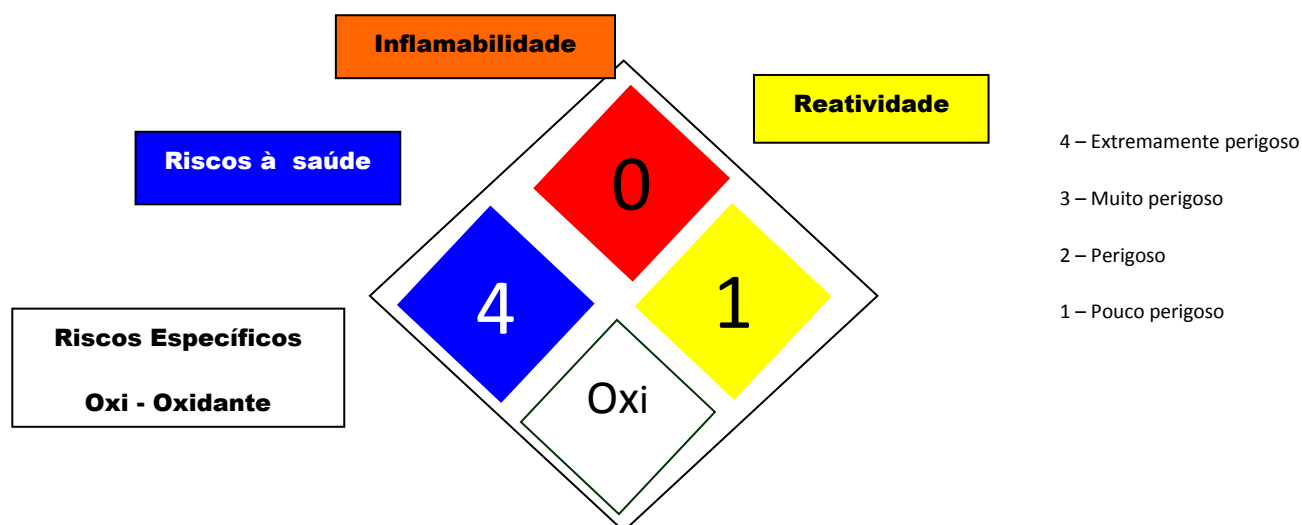 Inflamabilidade
Reatividade
Riscos à saúde
4 – Extremamente perigoso
3 – Muito perigoso
2 – Perigoso
1 – Pouco perigoso
0
4
1
Riscos Específicos
Oxi - Oxidante
Oxi